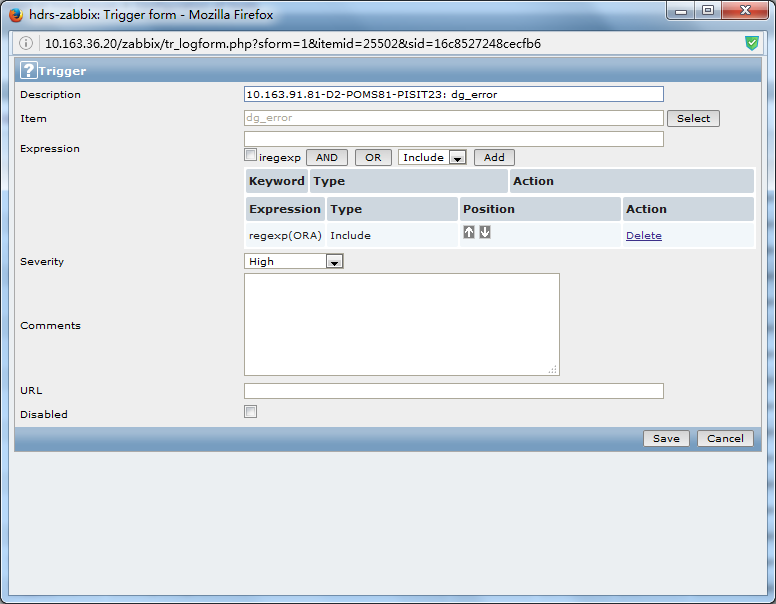 hdrs-zabbix: Trigger form - Mozilla Firefox
10.163.36.20/zabbix/tr_logform.php?sform=1&itemid=25502&sid=16c8527248cecfb6
?Trigger
Description 10.163.91.81-D2-POMS81-PISIT23: dg_error
Item dg_error Select
Expression
iregexp AND OR Include Add
Keyword Type Action
Expression Type Position Action
regexp(ORA) Include Delete
Severity High
Comments
URL
Disabled
Save Cancel